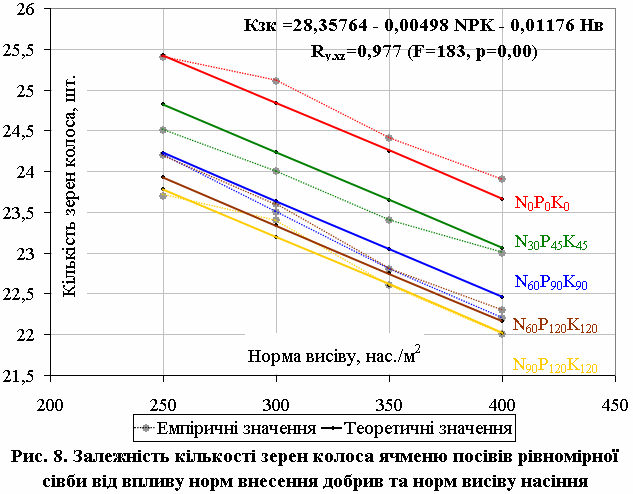 Кзк =28,35764 - 0,00498 NPK - 0,01176 Нв
Ry.xz=0,977 (F=183, p=0,00)
Кількість зерен колоса, шт.
26
25,5
25
24,5
24
23,5
23
22,5
22
21,5
N0P0K0
N30P45K45
N60P90K90
N60P120K120
N90P120K120
Норма висіву, нас./м2
200 250 300 350 400 450
Емпіричні значення Теоретичні значення
Рис. 8. Залежність кількості зерен колоса ячменю посівів рівномірної
сівби від впливу норм внесення добрив та норм висіву насіння